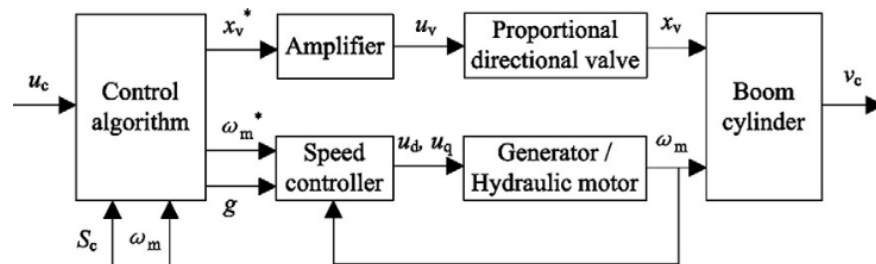 x_v^*
Amplifier
u_v
Proportional
directional valve
x_v
u_c
Control
algorithm
Boom
cylinder
v_c
ω_m^*
Speed
controller
u_d, u_q
Generator /
Hydraulic motor
ω_m
g
S_c
ω_m